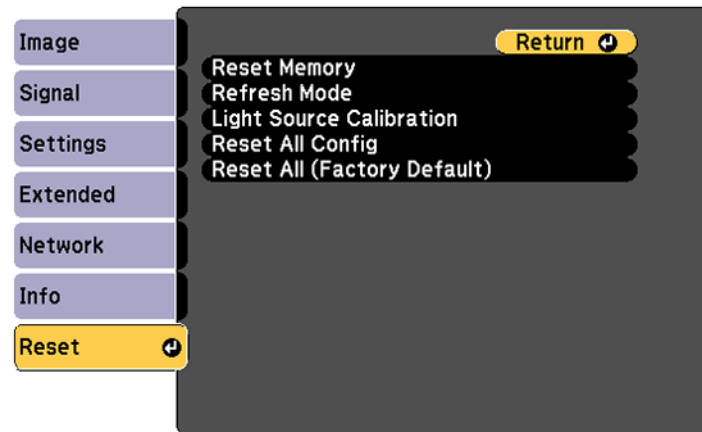 Image
Signal
Settings
Extended
Network
Info
Reset
Return
Reset Memory
Refresh Mode
Light Source Calibration
Reset All Config
Reset All (Factory Default)